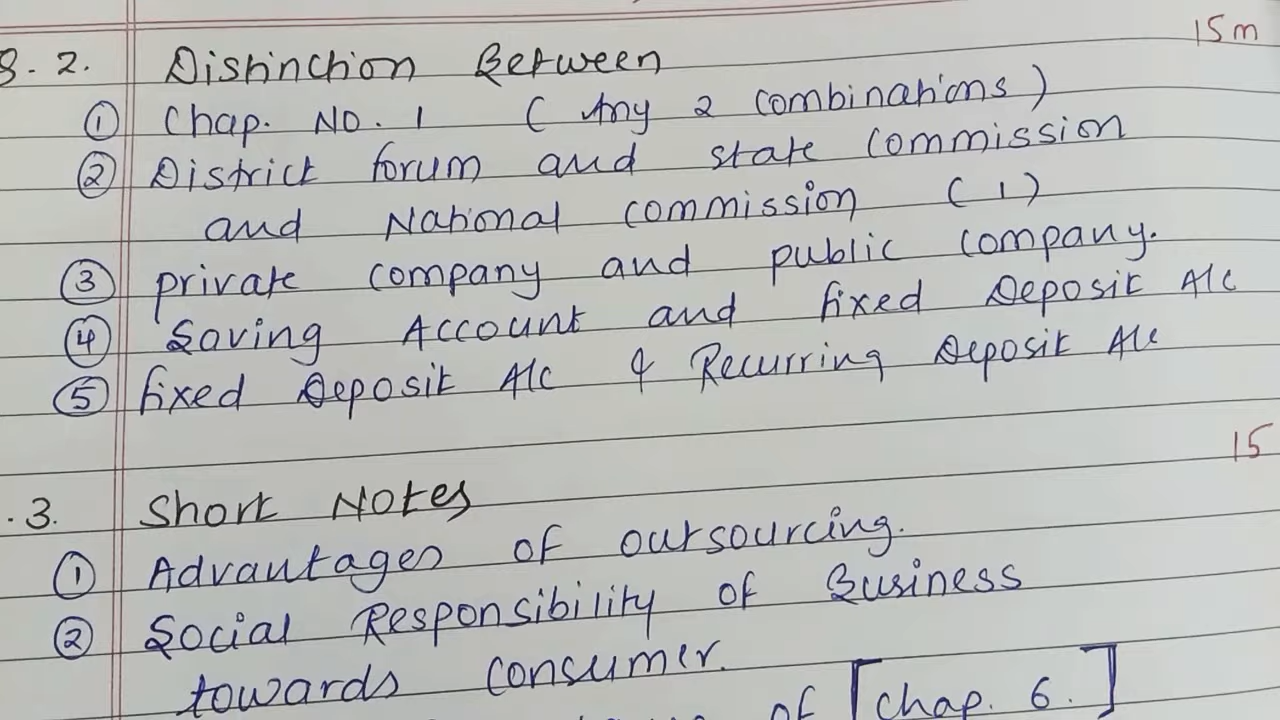 15m
Q. 2. Distinction Between
① Chap. No. 1 ( Any 2 combinations )
② District forum and state commission
and National commission ( 1 )
③ private company and public company.
④ Saving Account and fixed Deposit A/c
⑤ fixed Deposit A/c & Recurring Deposit A/c
15
.3. Short Notes
① Advantages of outsourcing.
② Social Responsibility of Business
towards consumer.
of [chap. 6.]